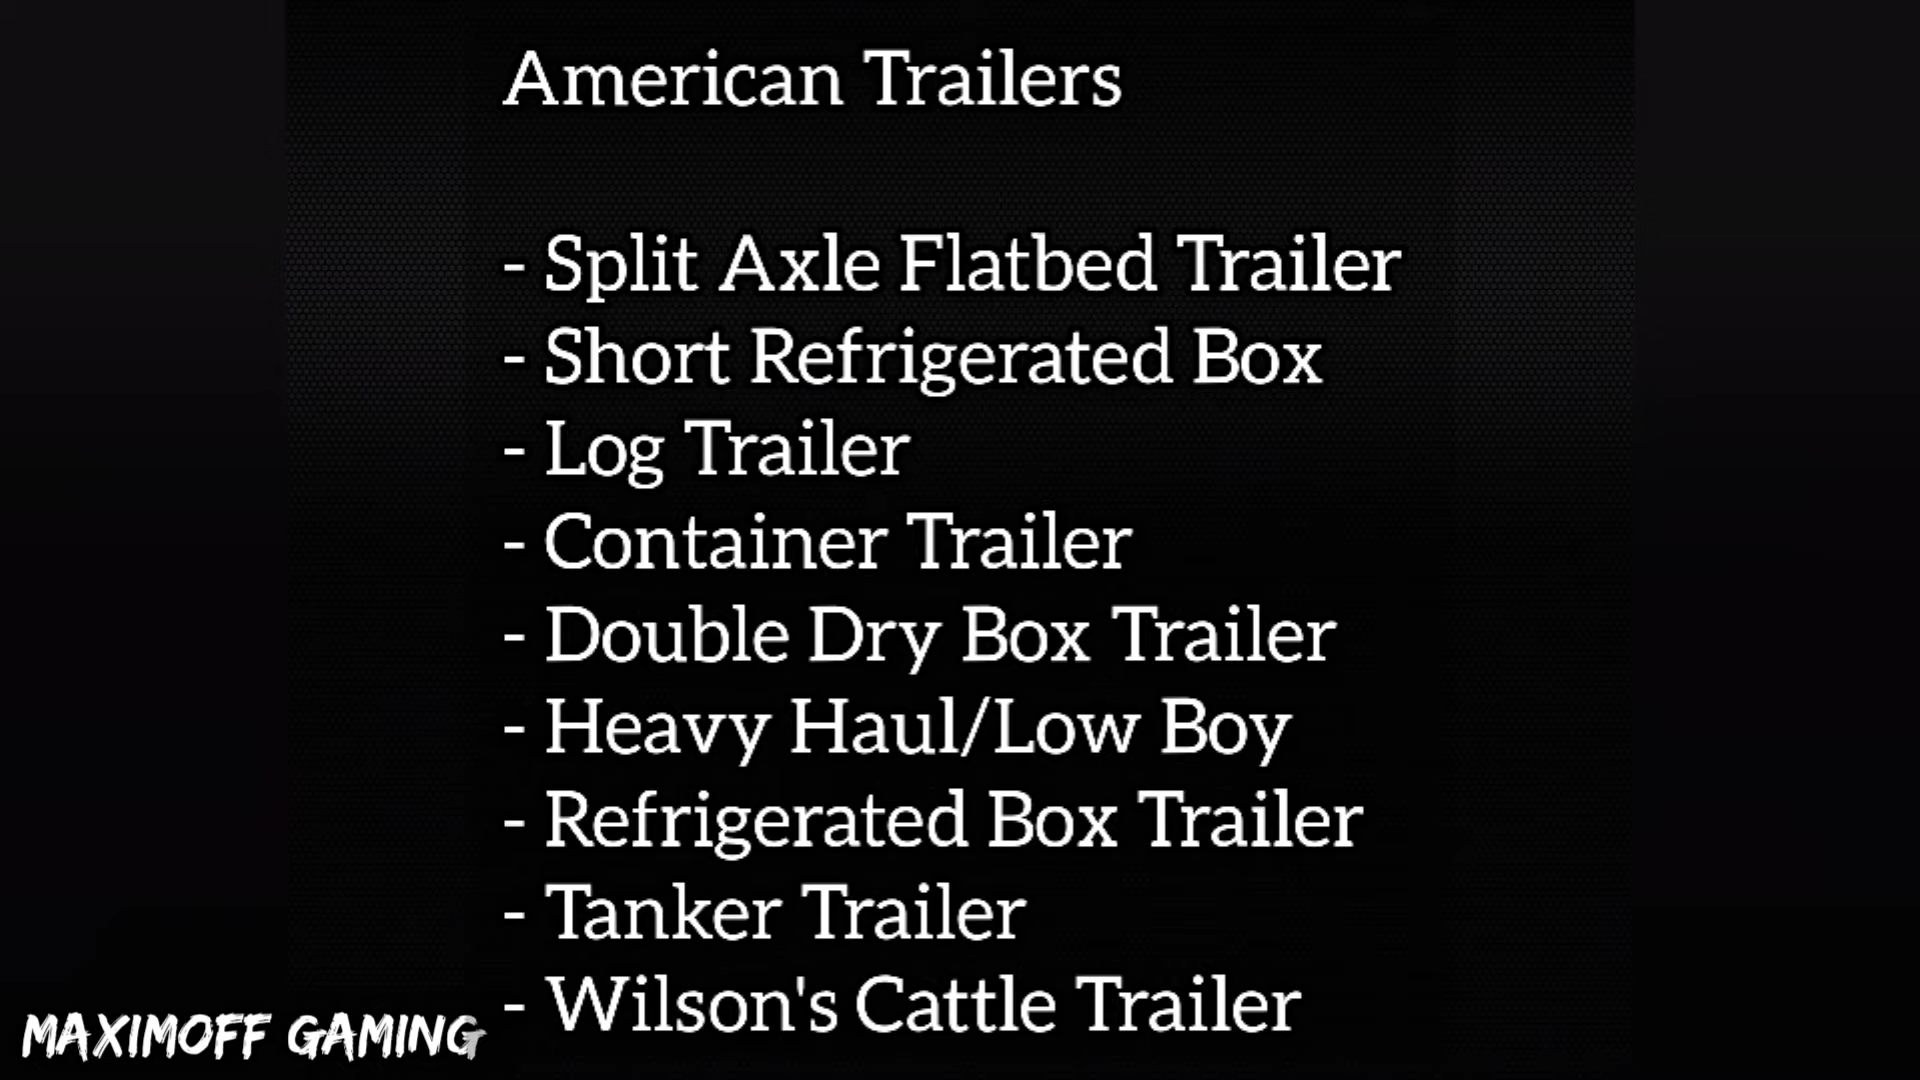 American Trailers
- Split Axle Flatbed Trailer
- Short Refrigerated Box
- Log Trailer
- Container Trailer
- Double Dry Box Trailer
- Heavy Haul/Low Boy
- Refrigerated Box Trailer
- Tanker Trailer
- Wilson's Cattle Trailer
MAXIMOFF GAMING